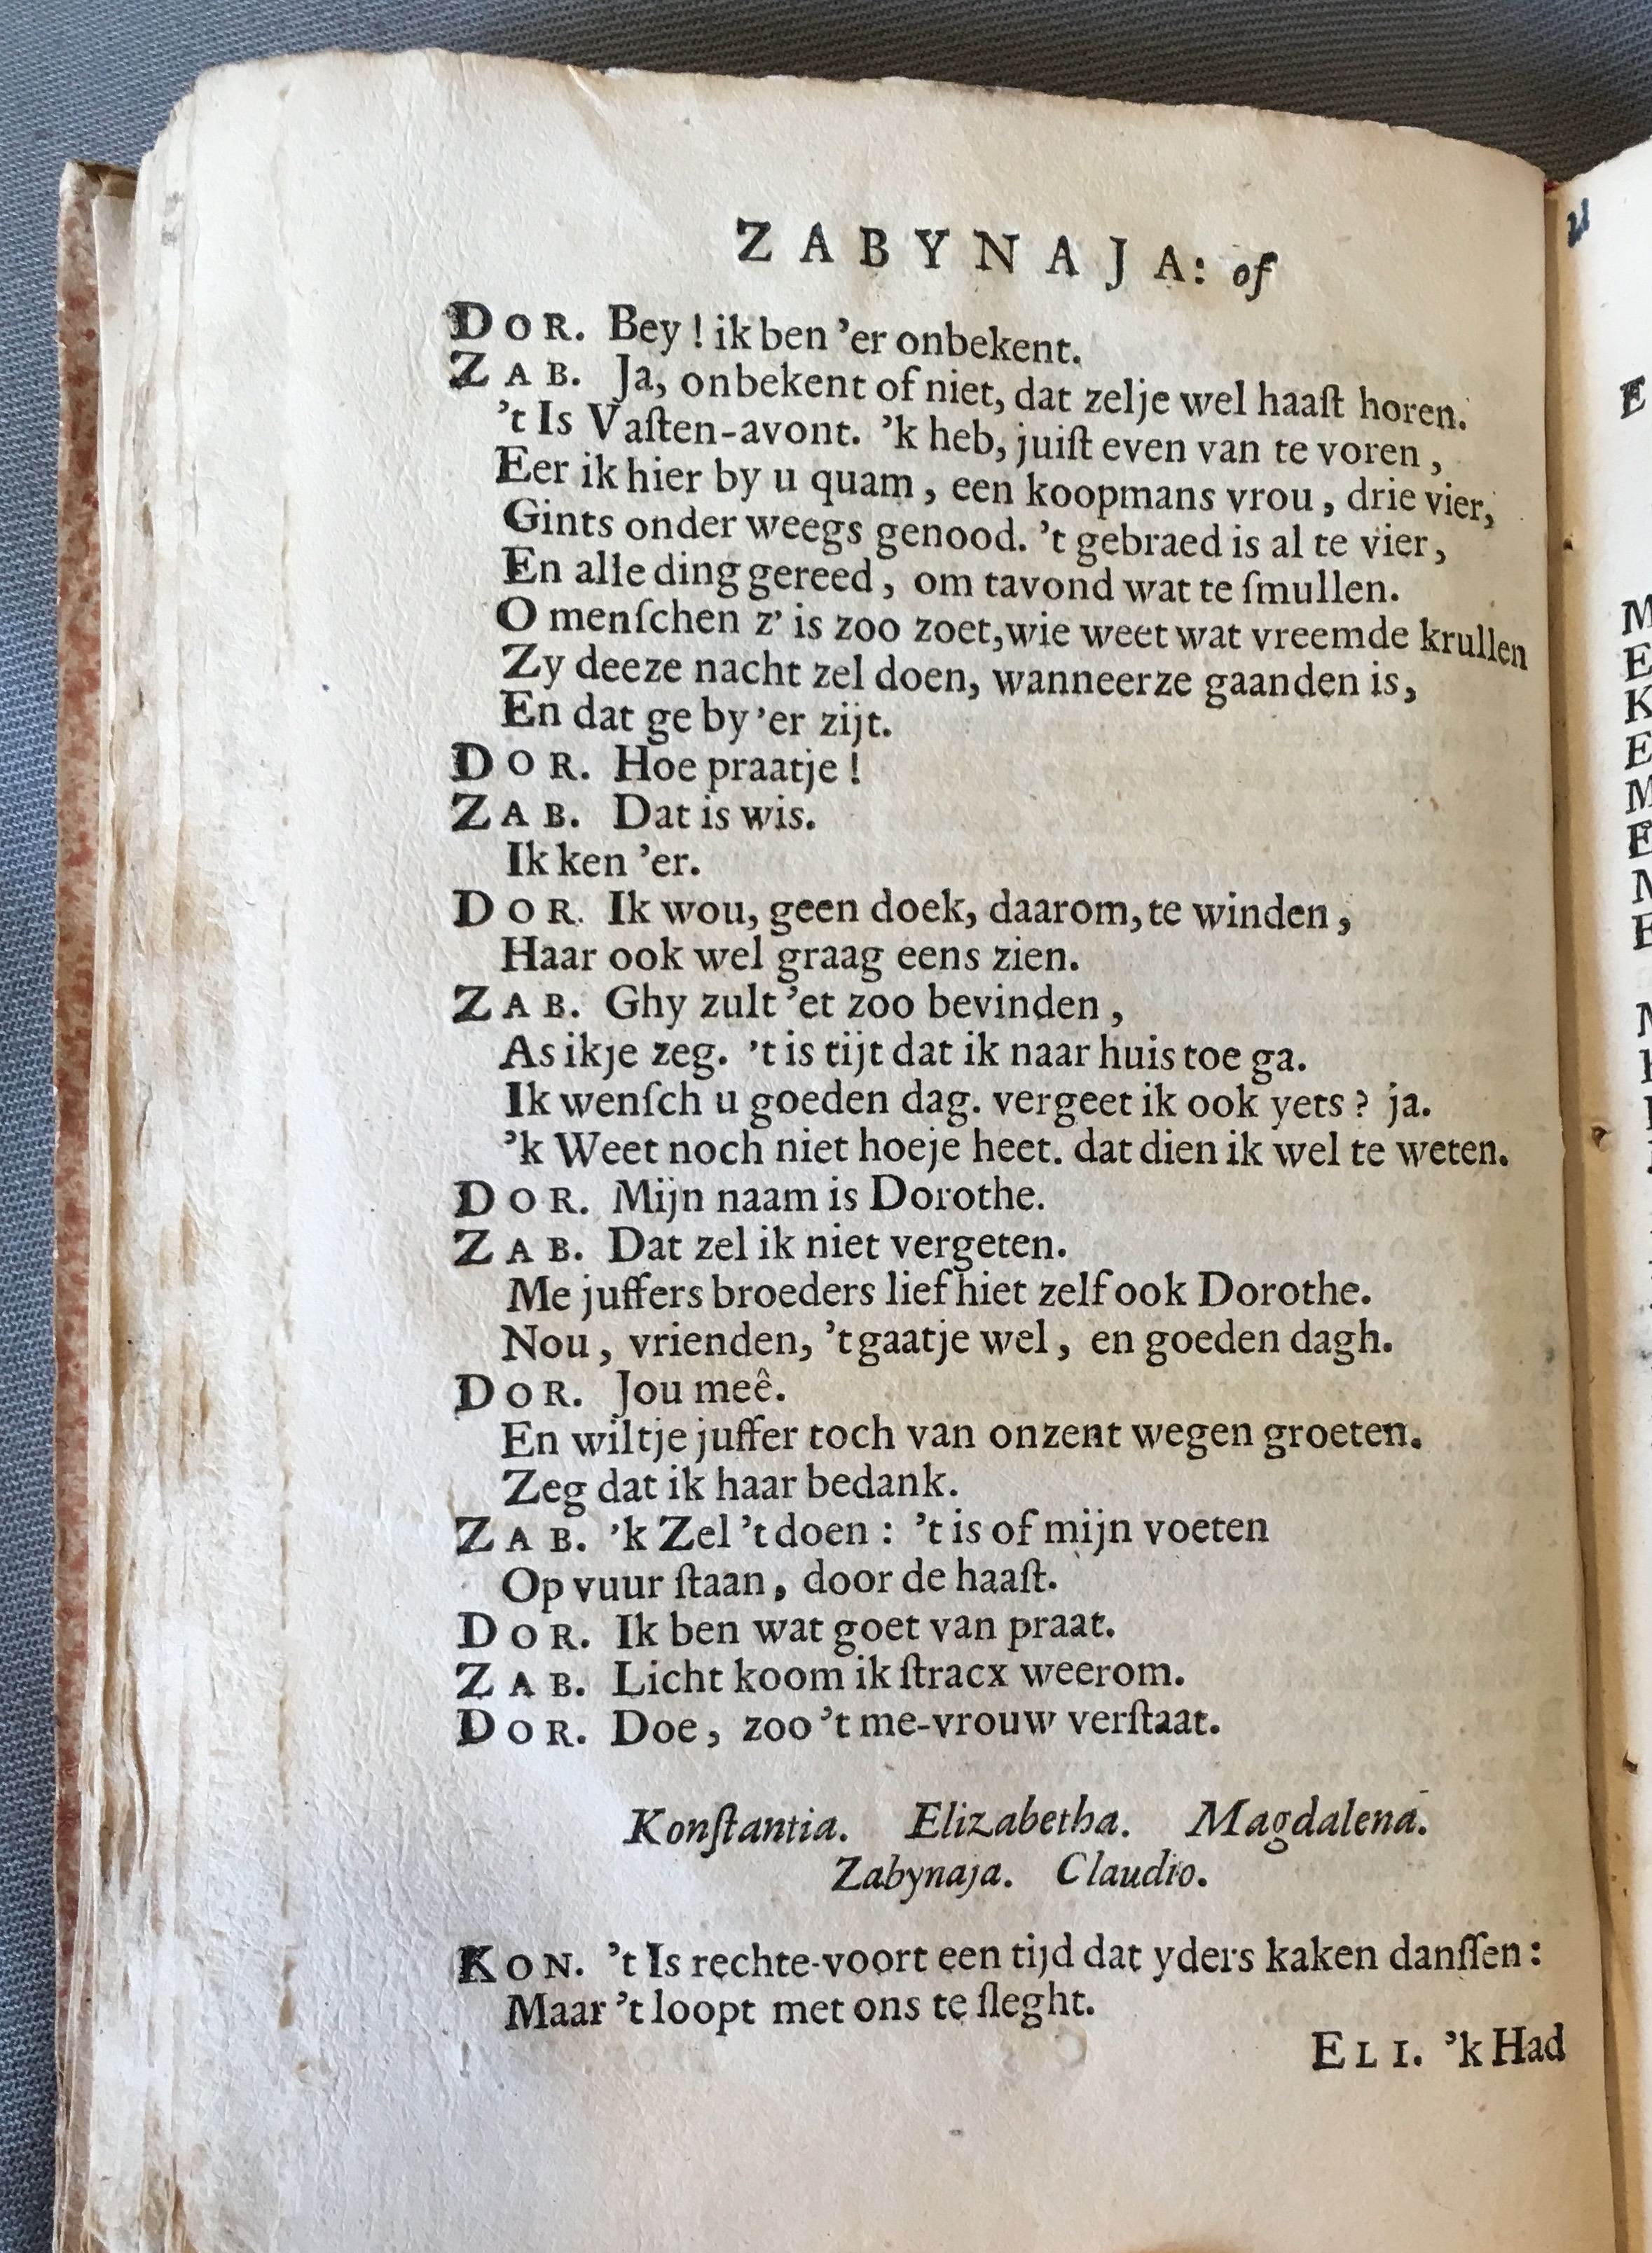 ZABYNAJA: of
DOR. Bey! ik ben 'er onbekent.
ZAB. Ja, onbekent of niet, dat zelje wel haaſt horen.
't Is Vaſten-avont. 'k heb, juiſt even van te voren,
Eer ik hier by u quam, een koopmans vrou, drie vier,
Gints onder weegs genood. 't gebraed is al te vier,
En alle ding gereed, om tavond wat te ſmullen.
O menſchen z' is zoo zoet, wie weet wat vreemde krullen
Zy deeze nacht zel doen, wanneerze gaanden is,
En dat ge by 'er zijt.
DOR. Hoe praatje!
ZAB. Dat is wis.
Ik ken 'er.
DOR. Ik wou, geen doek, daarom, te winden,
Haar ook wel graag eens zien.
ZAB. Ghy zult 'et zoo bevinden,
As ikje zeg. 't is tijt dat ik naar huis toe ga.
Ik wenſch u goeden dag. vergeet ik ook yets? ja.
'k Weet noch niet hoeje heet. dat dien ik wel te weten.
DOR. Mijn naam is Dorothe.
ZAB. Dat zel ik niet vergeten.
Me juffers broeders lief hiet zelf ook Dorothe.
Nou, vrienden, 't gaatje wel, en goeden dagh.
DOR. Jou meê.
En wiltje juffer toch van onzent wegen groeten.
Zeg dat ik haar bedank.
ZAB. 'k Zel 't doen: 't is of mijn voeten
Op vuur ſtaan, door de haaſt.
DOR. Ik ben wat goet van praat.
ZAB. Licht koom ik ſtracx weerom.
DOR. Doe, zoo 't me-vrouw verſtaat.
Konſtantia. Elizabetha. Magdalena.
Zabynaja. Claudio.
KON. 't Is rechte-voort een tijd dat yders kaken danſſen:
Maar 't loopt met ons te ſleght.
ELI. 'k Had